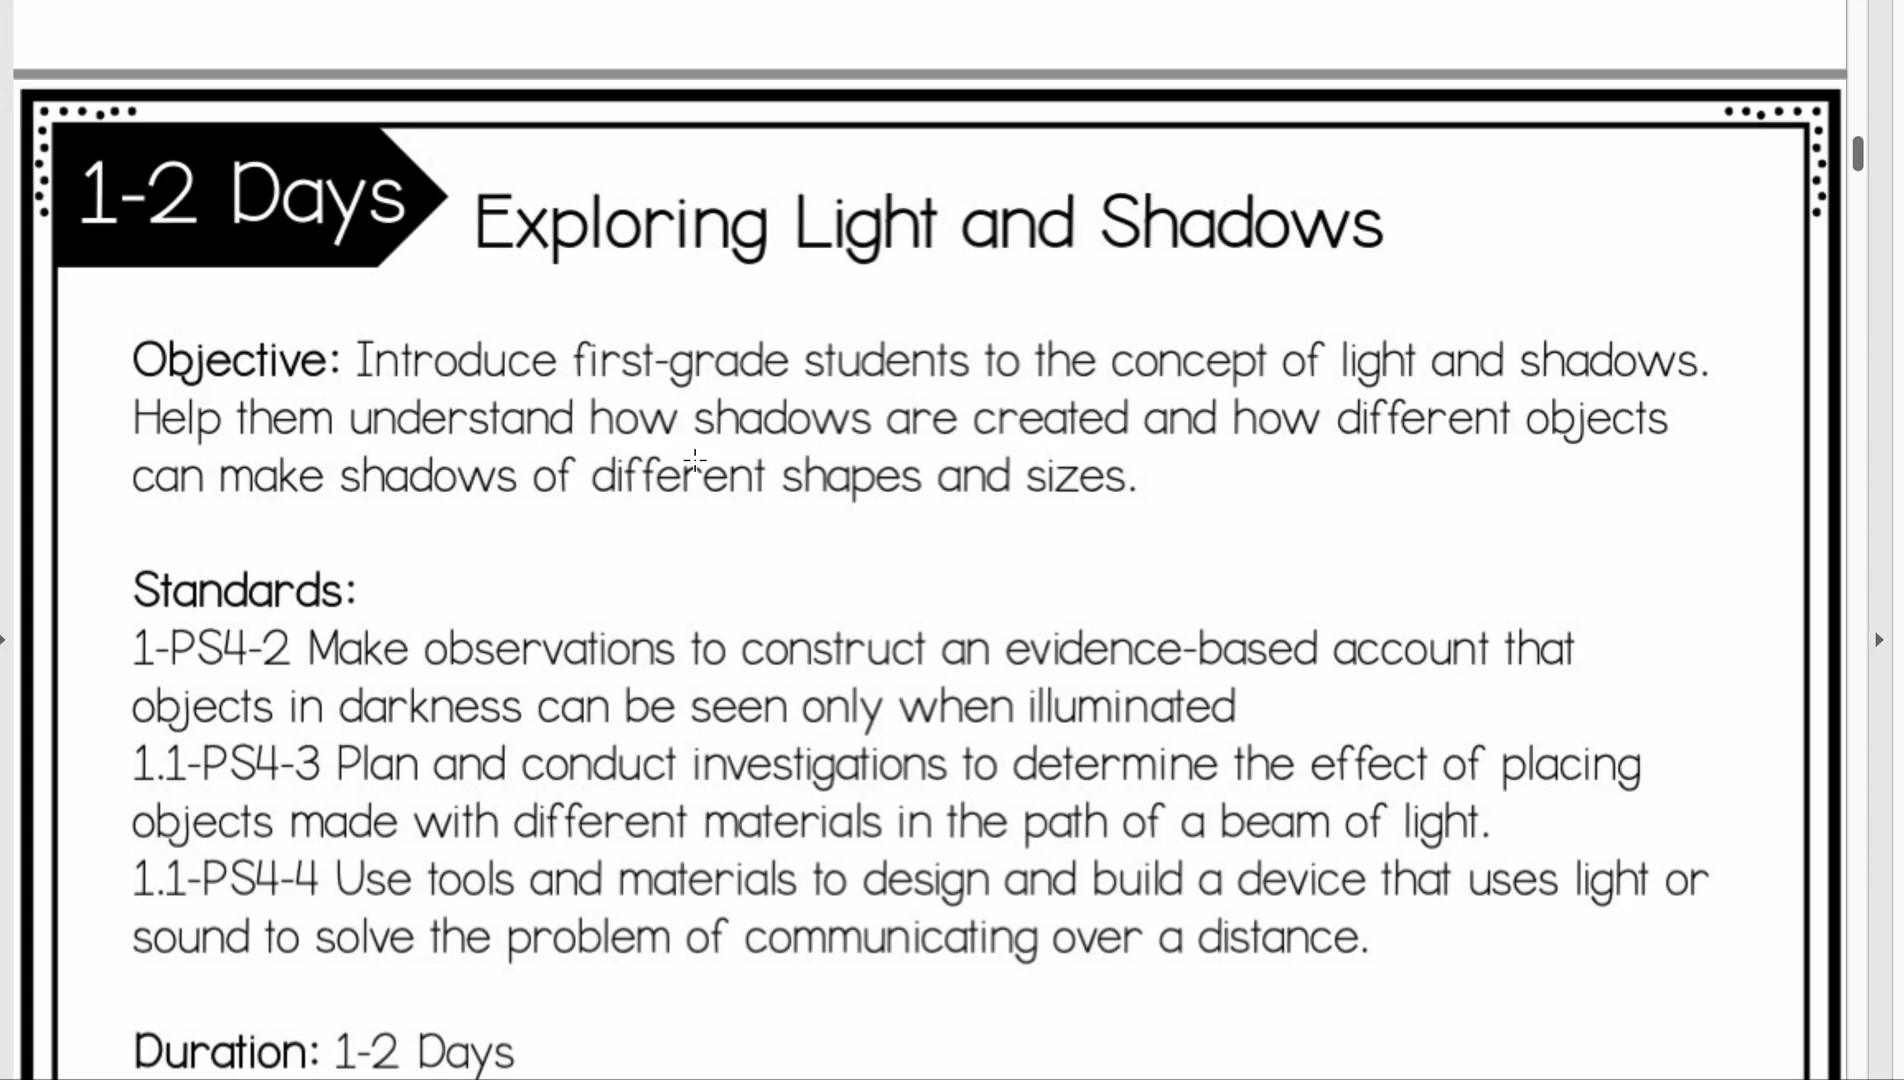 1-2 Days
Exploring Light and Shadows
Objective: Introduce first-grade students to the concept of light and shadows.
Help them understand how shadows are created and how different objects
can make shadows of different shapes and sizes.
Standards:
1-PS4-2 Make observations to construct an evidence-based account that
objects in darkness can be seen only when illuminated
1.1-PS4-3 Plan and conduct investigations to determine the effect of placing
objects made with different materials in the path of a beam of light.
1.1-PS4-4 Use tools and materials to design and build a device that uses light or
sound to solve the problem of communicating over a distance.
Duration: 1-2 Days